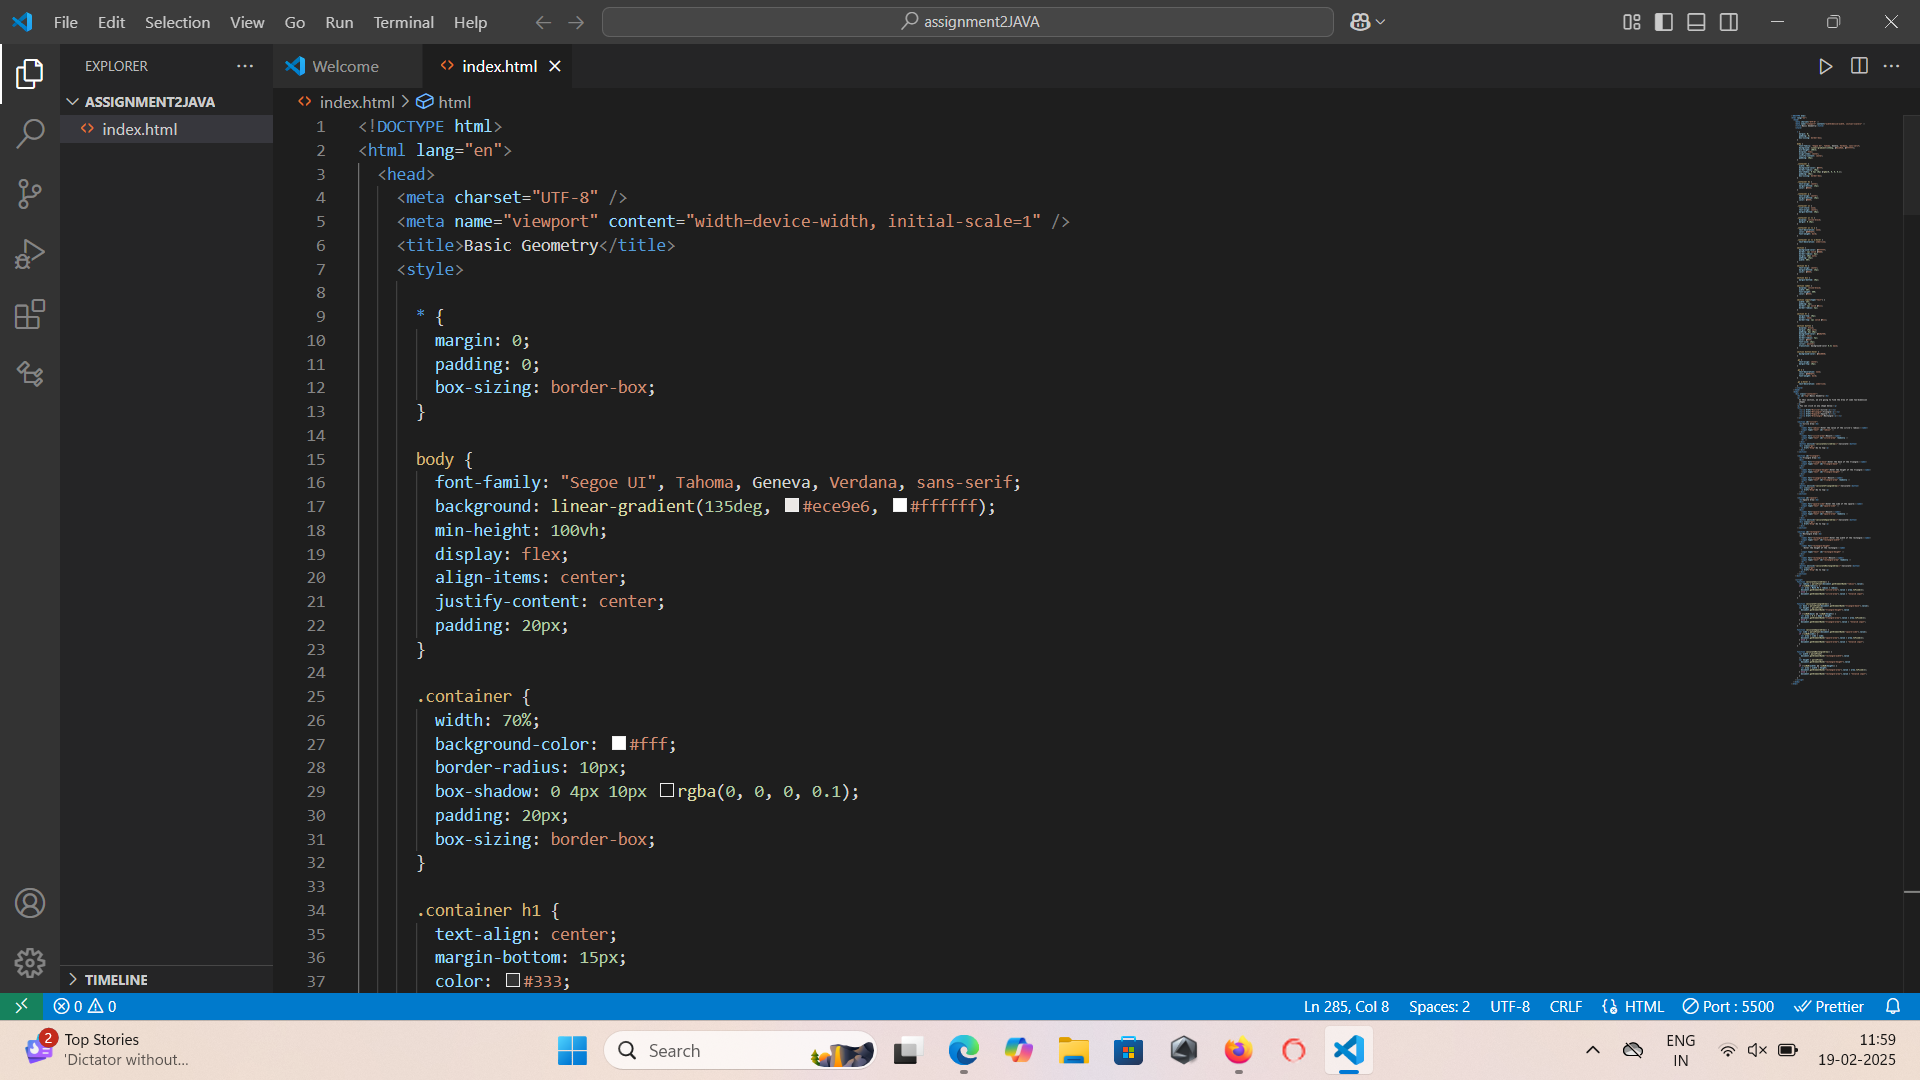 File Edit Selection View Go Run Terminal Help
assignment2JAVA
EXPLORER
ASSIGNMENT2JAVA
index.html
TIMELINE
Welcome
index.html
index.html > html
1 <!DOCTYPE html>
2 <html lang="en">
3 <head>
4 <meta charset="UTF-8" />
5 <meta name="viewport" content="width=device-width, initial-scale=1" />
6 <title>Basic Geometry</title>
7 <style>
8
9 * {
10 margin: 0;
11 padding: 0;
12 box-sizing: border-box;
13 }
14
15 body {
16 font-family: "Segoe UI", Tahoma, Geneva, Verdana, sans-serif;
17 background: linear-gradient(135deg, #ece9e6, #ffffff);
18 min-height: 100vh;
19 display: flex;
20 align-items: center;
21 justify-content: center;
22 padding: 20px;
23 }
24
25 .container {
26 width: 70%;
27 background-color: #fff;
28 border-radius: 10px;
29 box-shadow: 0 4px 10px rgba(0, 0, 0, 0.1);
30 padding: 20px;
31 box-sizing: border-box;
32 }
33
34 .container h1 {
35 text-align: center;
36 margin-bottom: 15px;
37 color: #333;
0 0
Ln 285, Col 8 Spaces: 2 UTF-8 CRLF HTML Port : 5500 Prettier
2
Top Stories
'Dictator without...
Search
ENG
IN
11:59
19-02-2025